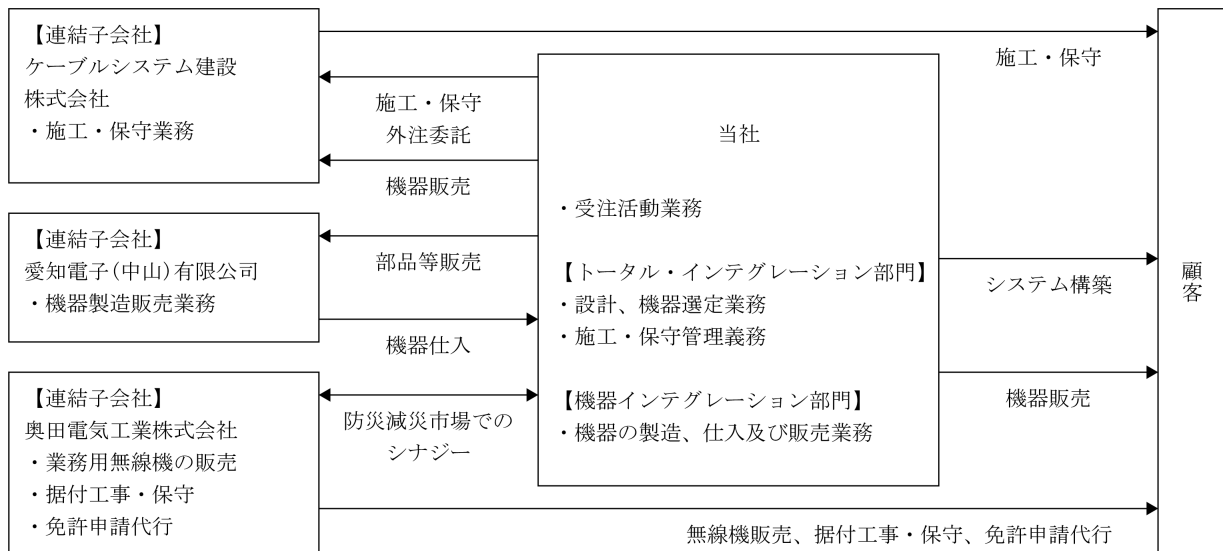 【連結子会社】
ケーブルシステム建設
株式会社
・施工・保守業務
【連結子会社】
愛知電子(中山)有限公司
・機器製造販売業務
【連結子会社】
奥田電気工業株式会社
・業務用無線機の販売
・据付工事・保守
・免許申請代行
施工・保守
外注委託
機器販売
部品等販売
機器仕入
防災減災市場での
シナジー
当社
・受注活動業務
【トータル・インテグレーション部門】
・設計、機器選定業務
・施工・保守管理義務
【機器インテグレーション部門】
・機器の製造、仕入及び販売業務
施工・保守
システム構築
機器販売
無線機販売、据付工事・保守、免許申請代行
顧客